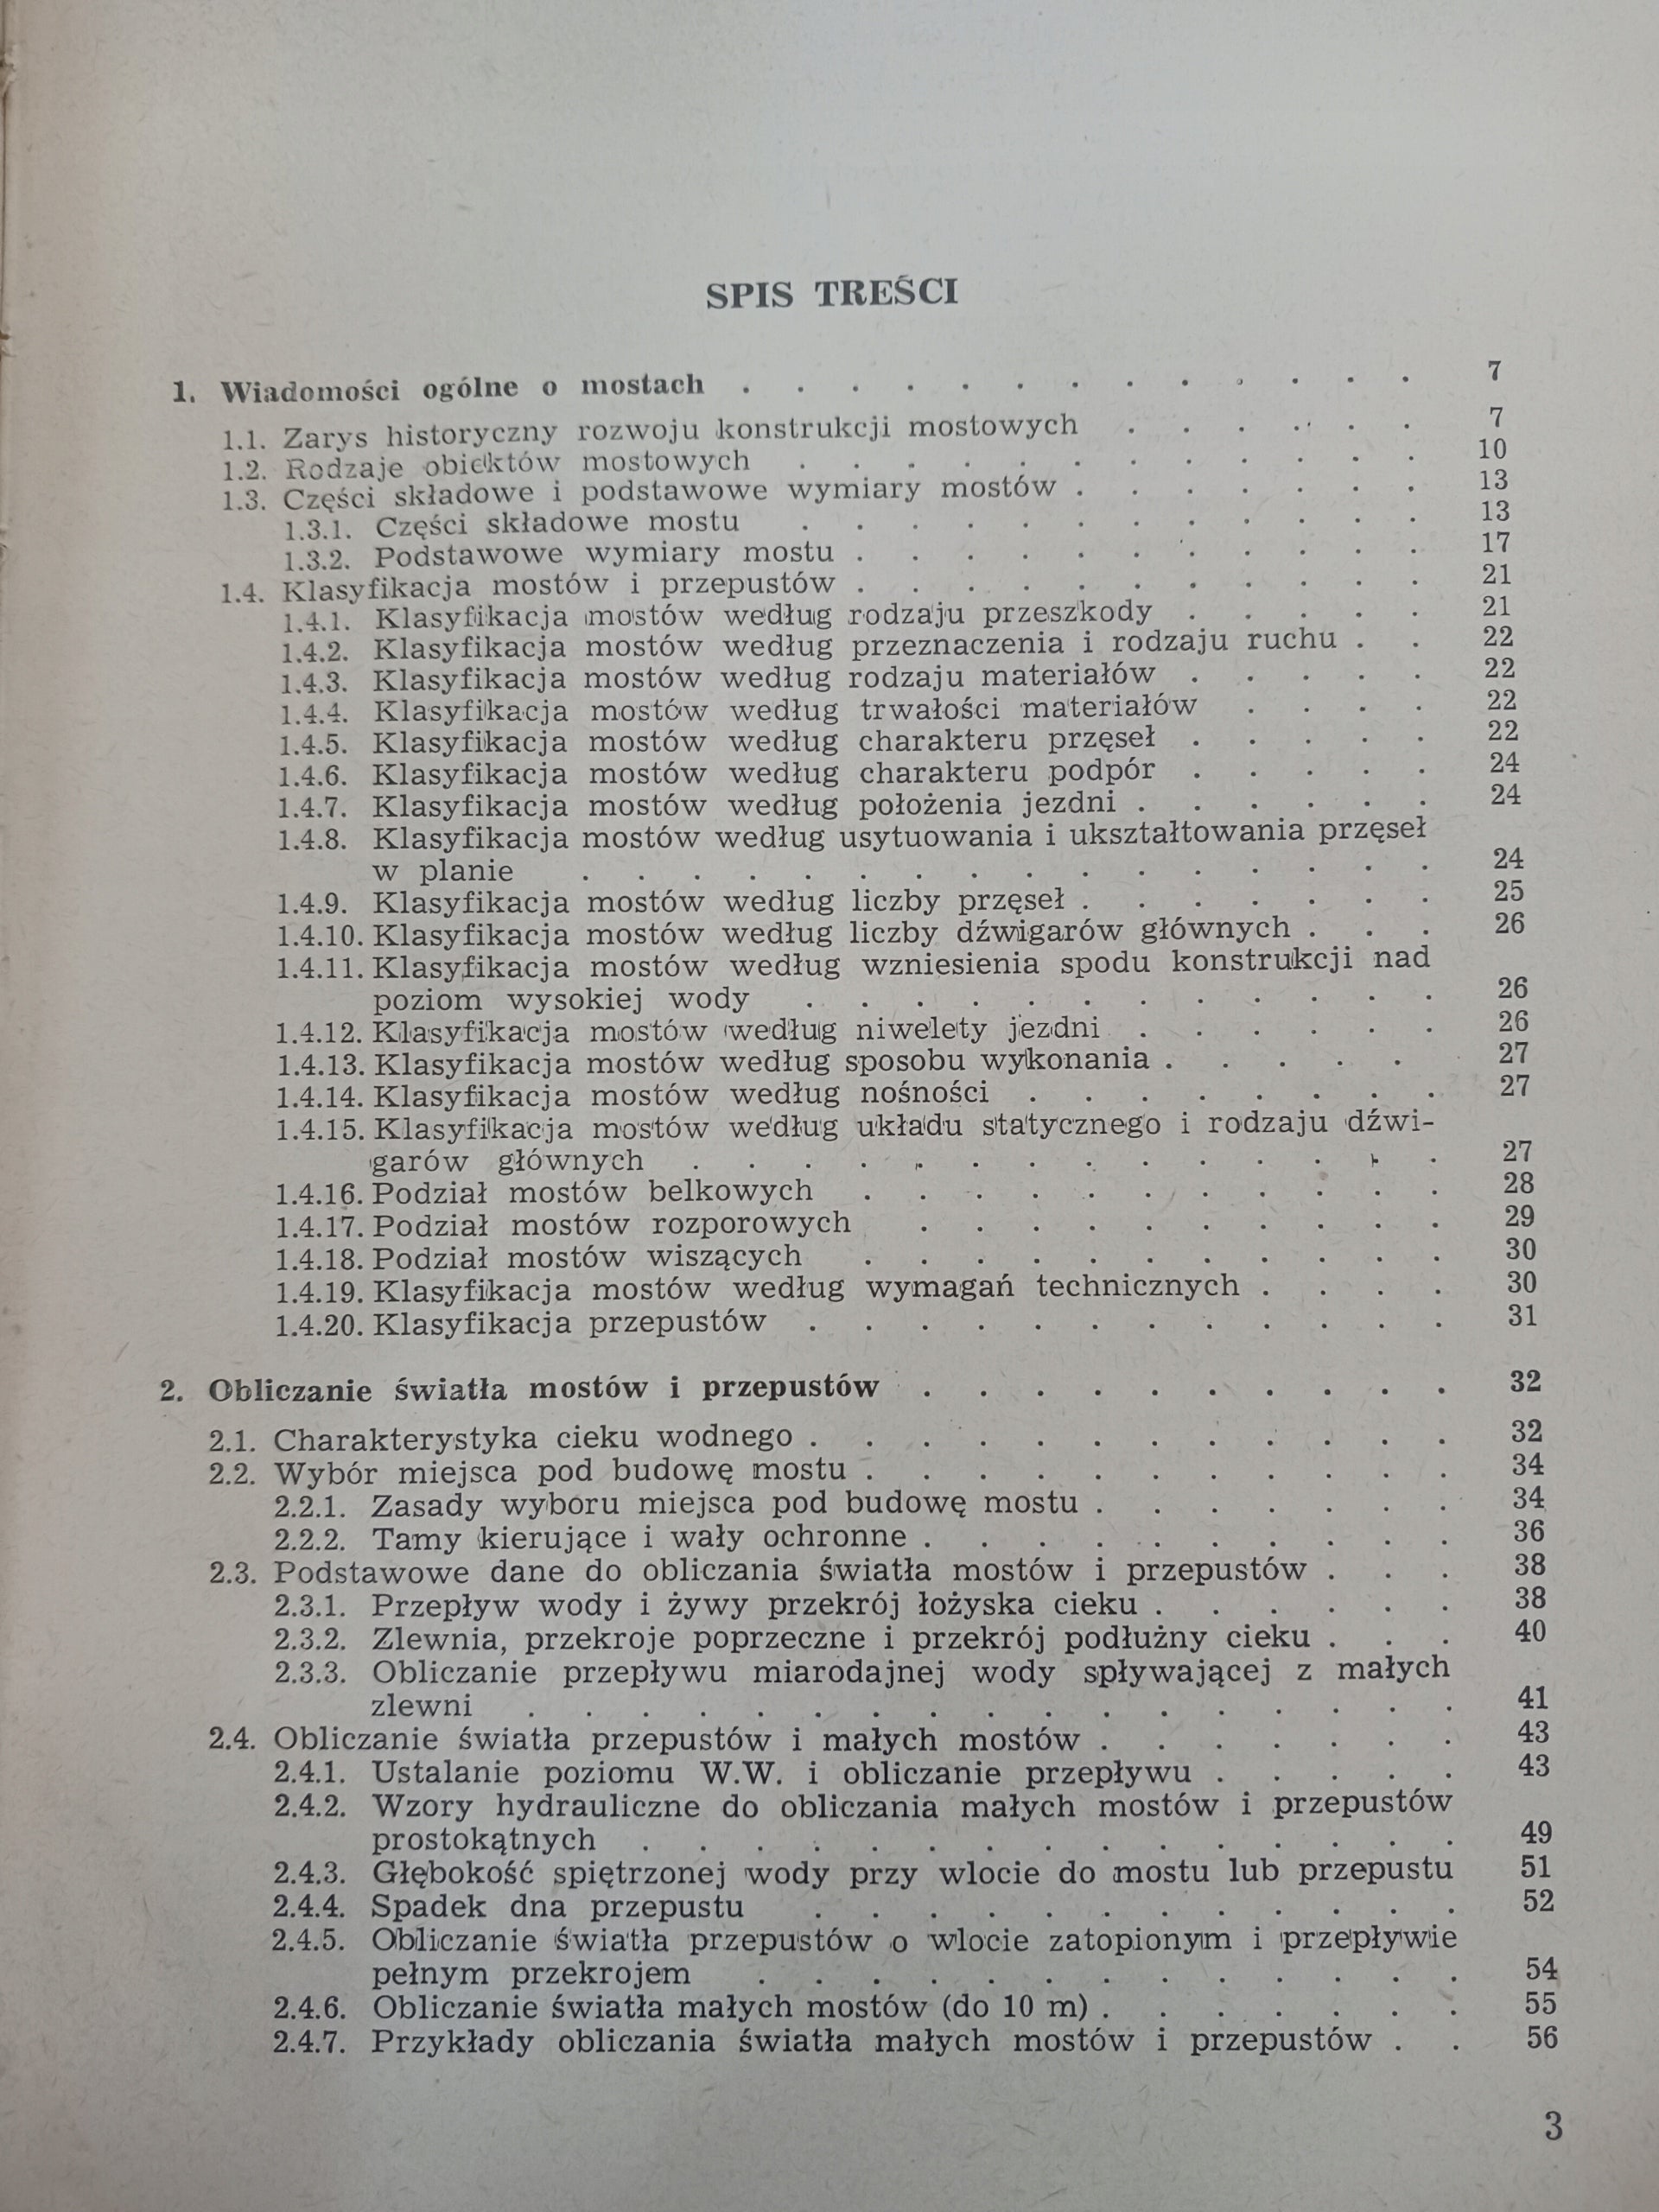 SPIS TREŚCI
1. Wiadomości ogólne o mostach . . . . . . . . . . . . . 7
1.1. Zarys historyczny rozwoju konstrukcji mostowych . . . . . . 7
1.2. Rodzaje obiektów mostowych . . . . . . . . . . . . 10
1.3. Części składowe i podstawowe wymiary mostów . . . . . . . 13
1.3.1. Części składowe mostu . . . . . . . . . . . . 13
1.3.2. Podstawowe wymiary mostu . . . . . . . . . . . 17
1.4. Klasyfikacja mostów i przepustów . . . . . . . . . . . 21
1.4.1. Klasyfikacja mostów według rodzaju przeszkody . . . . . 21
1.4.2. Klasyfikacja mostów według przeznaczenia i rodzaju ruchu . . 22
1.4.3. Klasyfikacja mostów według rodzaju materiałów . . . . . 22
1.4.4. Klasyfikacja mostów według trwałości materiałów . . . . 22
1.4.5. Klasyfikacja mostów według charakteru przęseł . . . . . 22
1.4.6. Klasyfikacja mostów według charakteru podpór . . . . . 24
1.4.7. Klasyfikacja mostów według położenia jezdni . . . . . . 24
1.4.8. Klasyfikacja mostów według usytuowania i ukształtowania przęseł
w planie . . . . . . . . . . . . . . . . 24
1.4.9. Klasyfikacja mostów według liczby przęseł . . . . . . . 25
1.4.10. Klasyfikacja mostów według liczby dźwigarów głównych . . . 26
1.4.11. Klasyfikacja mostów według wzniesienia spodu konstrukcji nad
poziom wysokiej wody . . . . . . . . . . . . 26
1.4.12. Klasyfikacja mostów według niwelety jezdni . . . . . . 26
1.4.13. Klasyfikacja mostów według sposobu wykonania . . . . . 27
1.4.14. Klasyfikacja mostów według nośności . . . . . . . . 27
1.4.15. Klasyfikacja mostów według układu statycznego i rodzaju dźwi-
garów głównych . . . . . . . . . . . . . . 27
1.4.16. Podział mostów belkowych . . . . . . . . . . . 28
1.4.17. Podział mostów rozporowych . . . . . . . . . . 29
1.4.18. Podział mostów wiszących . . . . . . . . . . . 30
1.4.19. Klasyfikacja mostów według wymagań technicznych . . . . 30
1.4.20. Klasyfikacja przepustów . . . . . . . . . . . . 31
2. Obliczanie światła mostów i przepustów . . . . . . . . . . 32
2.1. Charakterystyka cieku wodnego . . . . . . . . . . . . 32
2.2. Wybór miejsca pod budowę mostu . . . . . . . . . . . 34
2.2.1. Zasady wyboru miejsca pod budowę mostu . . . . . . . 34
2.2.2. Tamy kierujące i wały ochronne . . . . . . . . . . 36
2.3. Podstawowe dane do obliczania światła mostów i przepustów . . . 38
2.3.1. Przepływ wody i żywy przekrój łożyska cieku . . . . . . 38
2.3.2. Zlewnia, przekroje poprzeczne i przekrój podłużny cieku . . . 40
2.3.3. Obliczanie przepływu miarodajnej wody spływającej z małych
zlewni . . . . . . . . . . . . . . . . . 41
2.4. Obliczanie światła przepustów i małych mostów . . . . . . . 43
2.4.1. Ustalanie poziomu W.W. i obliczanie przepływu . . . . . 43
2.4.2. Wzory hydrauliczne do obliczania małych mostów i przepustów
prostokątnych . . . . . . . . . . . . . . . 49
2.4.3. Głębokość spiętrzonej wody przy wlocie do mostu lub przepustu 51
2.4.4. Spadek dna przepustu . . . . . . . . . . . . 52
2.4.5. Obliczanie światła przepustów o wlocie zatopionym i przepływie
pełnym przekrojem . . . . . . . . . . . . . 54
2.4.6. Obliczanie światła małych mostów (do 10 m) . . . . . . . 55
2.4.7. Przykłady obliczania światła małych mostów i przepustów . . 56
3